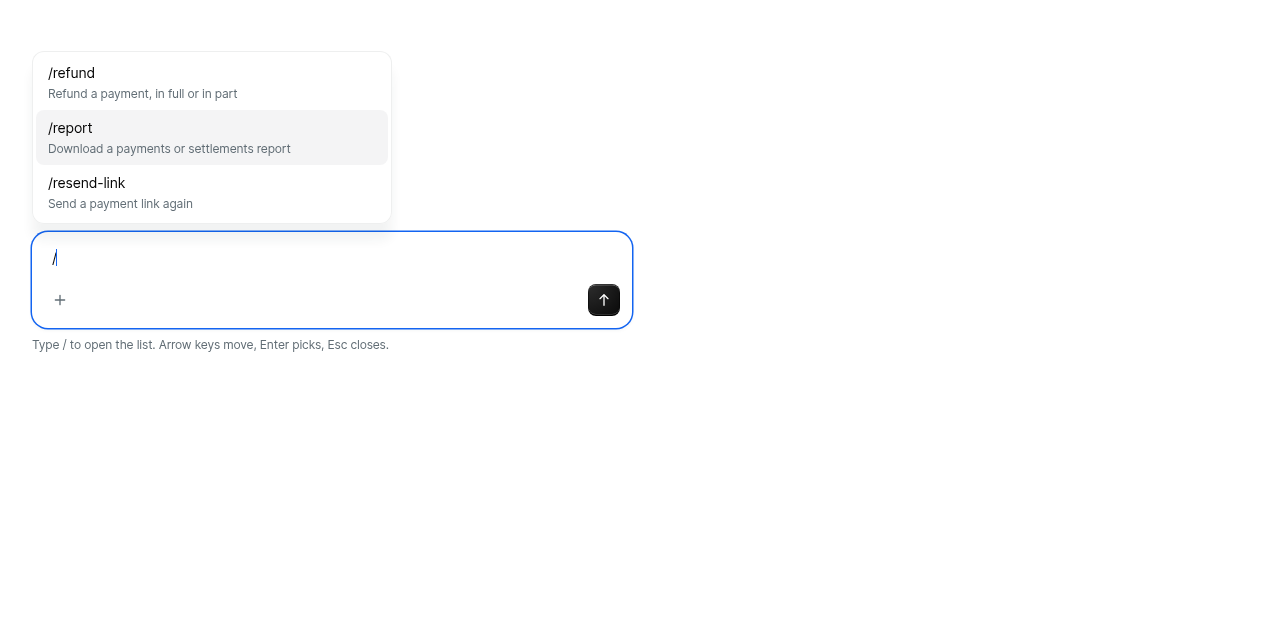 /refund
Refund a payment, in full or in part
/report
Download a payments or settlements report
/resend-link
Send a payment link again
/
Type / to open the list. Arrow keys move, Enter picks, Esc closes.